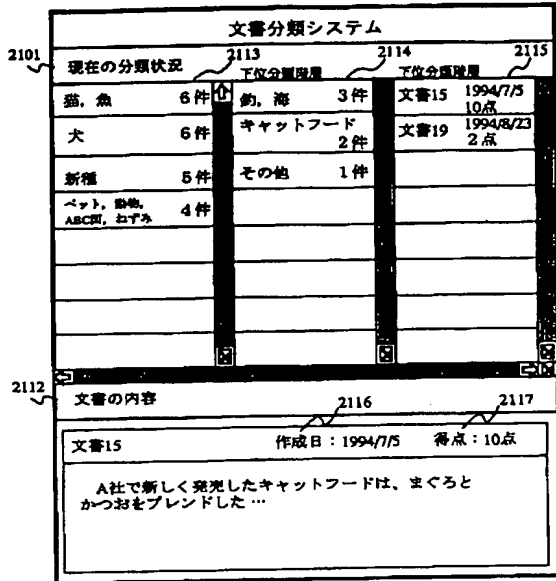 文書分類システム
2101
現在の分類状況
2113
下位分類階層
2114
下位分類階層
2115
猫，魚 6件
犬 6件
新種 5件
ペット，動物，
ABC国，ねずみ 4件
釣，海 3件
キャットフード
2件
その他 1件
文書15 1994/7/5
10点
文書19 1994/8/23
2点
2112
文書の内容
2116
2117
文書15 作成日：1994/7/5 得点：10点
A社で新しく発売したキャットフードは、まぐろと
かつおをブレンドした…